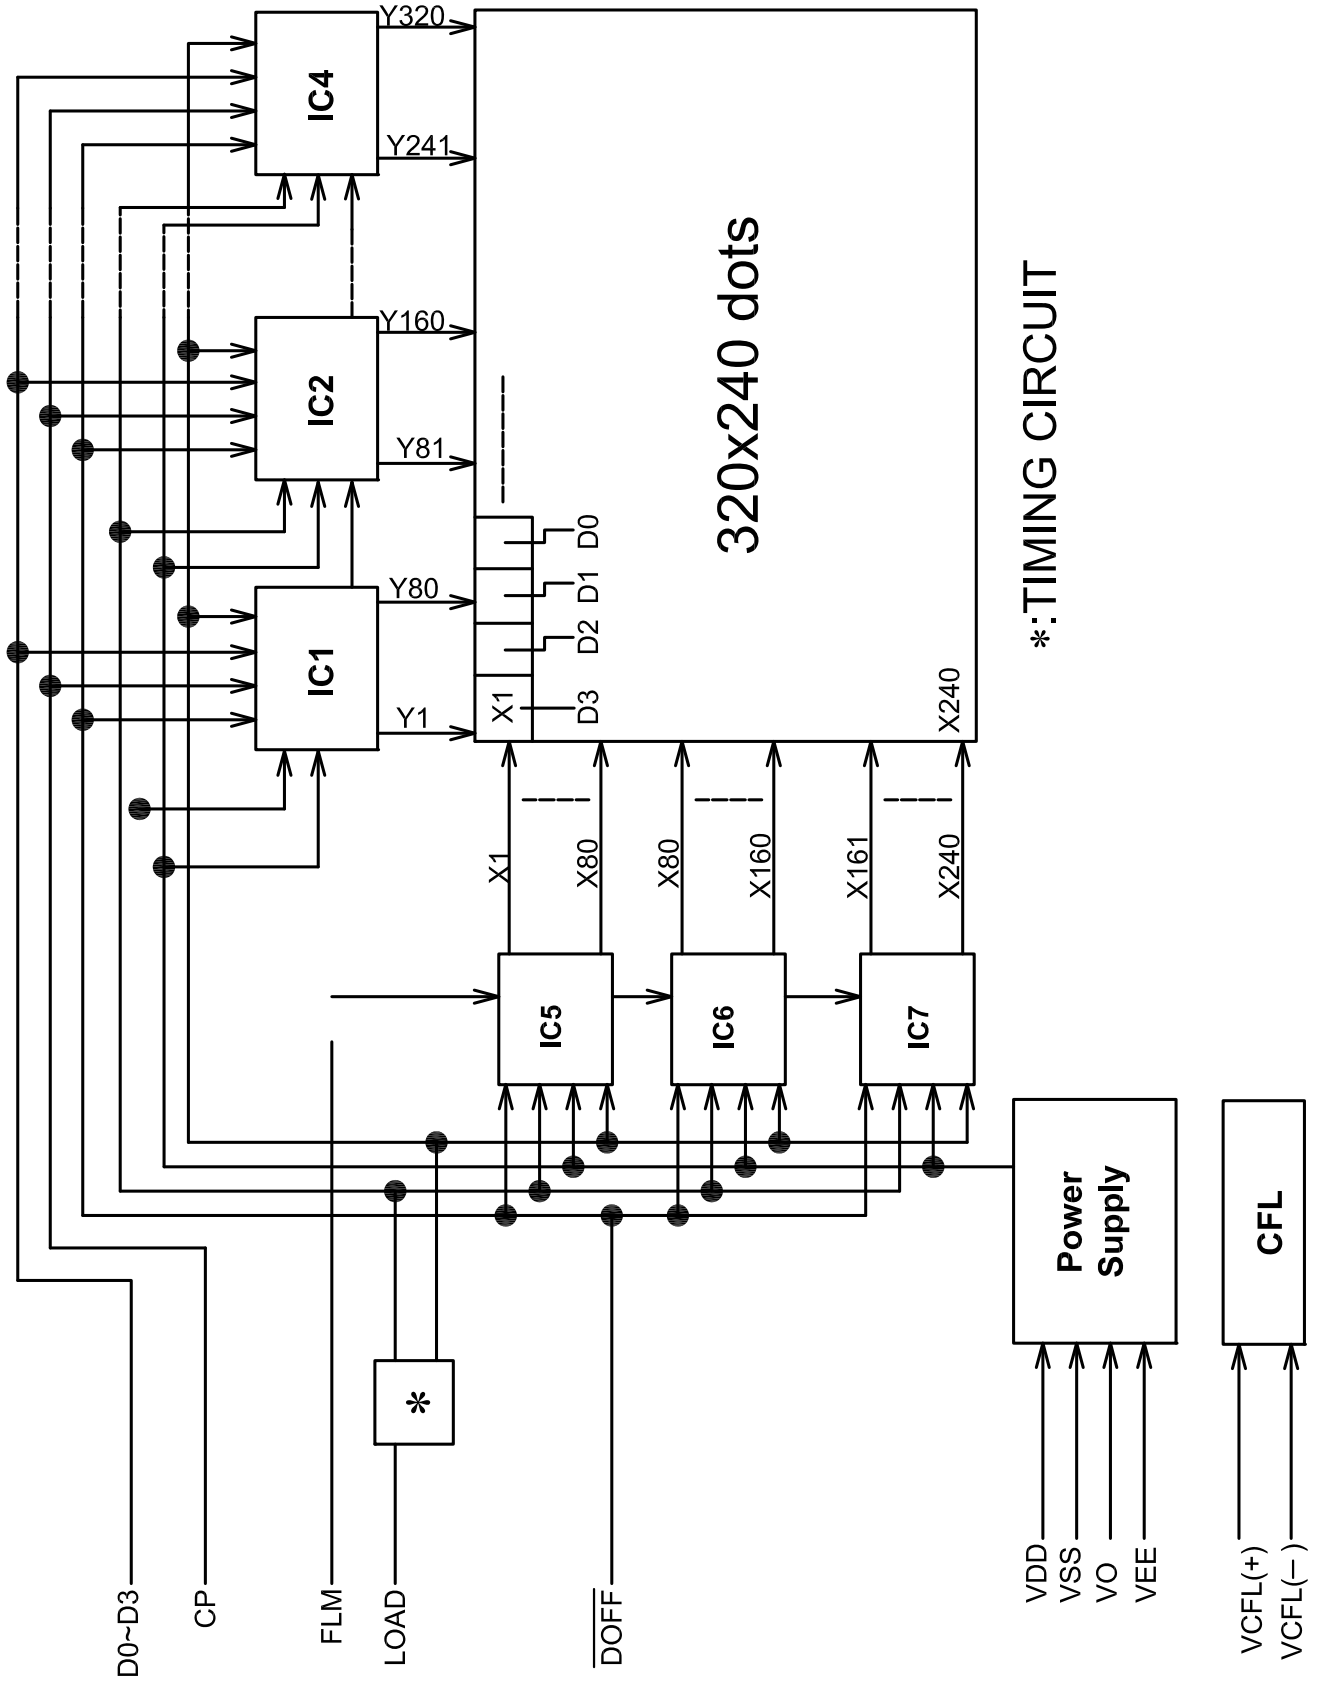 Y320
IC4
Y241
Y160
IC2
Y81
Y80
IC1
Y1
320x240 dots
*:TIMING CIRCUIT
D0
D1
D2
D3
X1
X240
X1
X80
X80
X160
X161
X240
IC5
IC6
IC7
Power
Supply
CFL
*
D0~D3
CP
FLM
LOAD
DOFF
VDD
VSS
VO
VEE
VCFL(+)
VCFL(–)